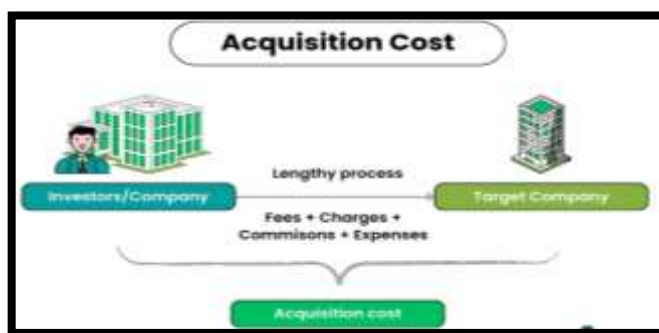 Acquisition Cost
Lengthy process
Investors/Company
Target Company
Fees + Charges +
Commisons + Expenses
Acquisition cost